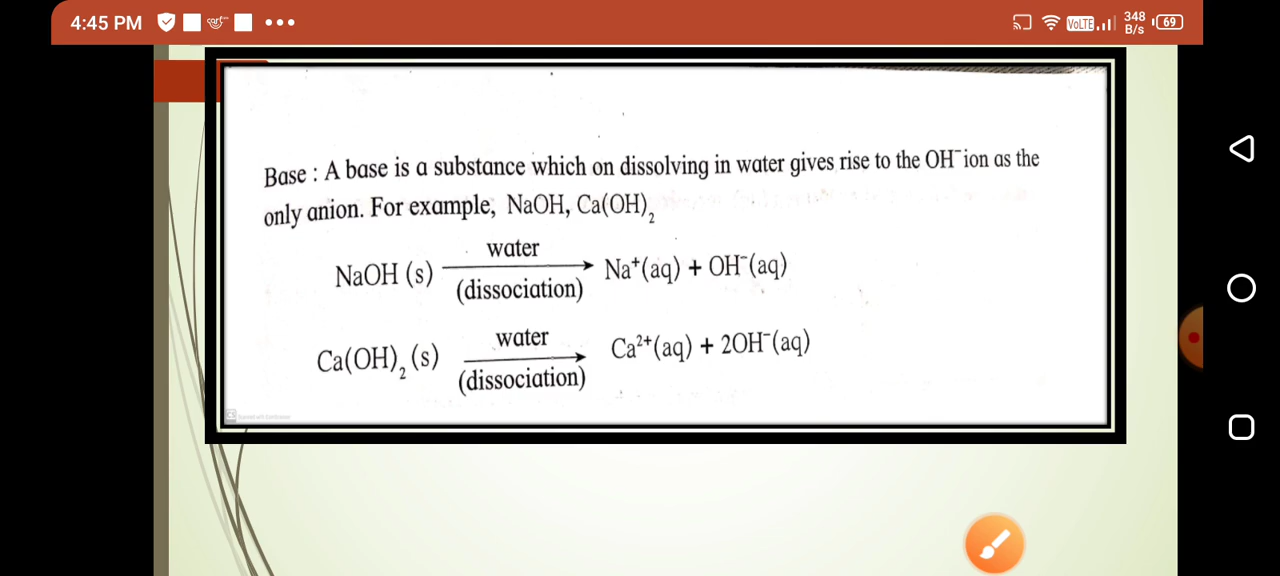 4:45 PM
VoLTE 348 B/s 69
Base : A base is a substance which on dissolving in water gives rise to the OH⁻ ion as the
only anion. For example, NaOH, Ca(OH)₂
NaOH (s) water (dissociation) → Na⁺(aq) + OH⁻(aq)
Ca(OH)₂ (s) water (dissociation) → Ca²⁺(aq) + 2OH⁻(aq)